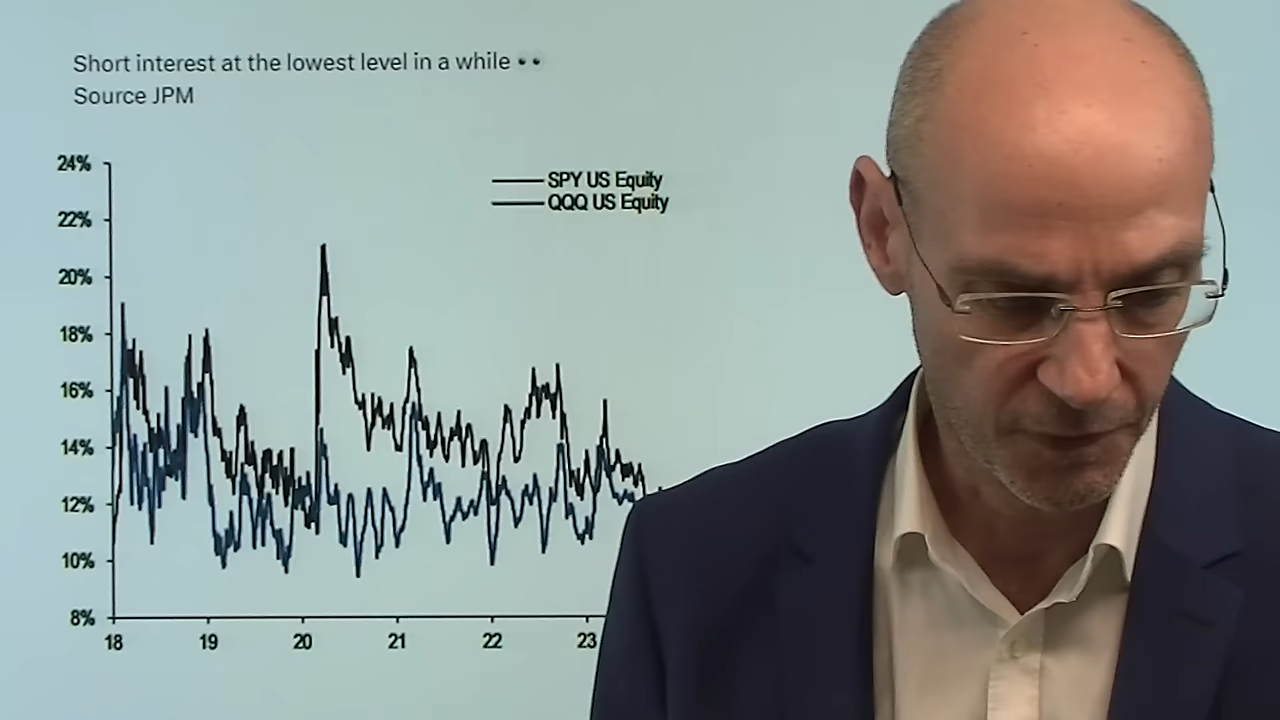 Short interest at the lowest level in a while 👀
Source JPM
24%
SPY US Equity
QQQ US Equity
22%
20%
18%
16%
14%
12%
10%
8%
18 19 20 21 22 23